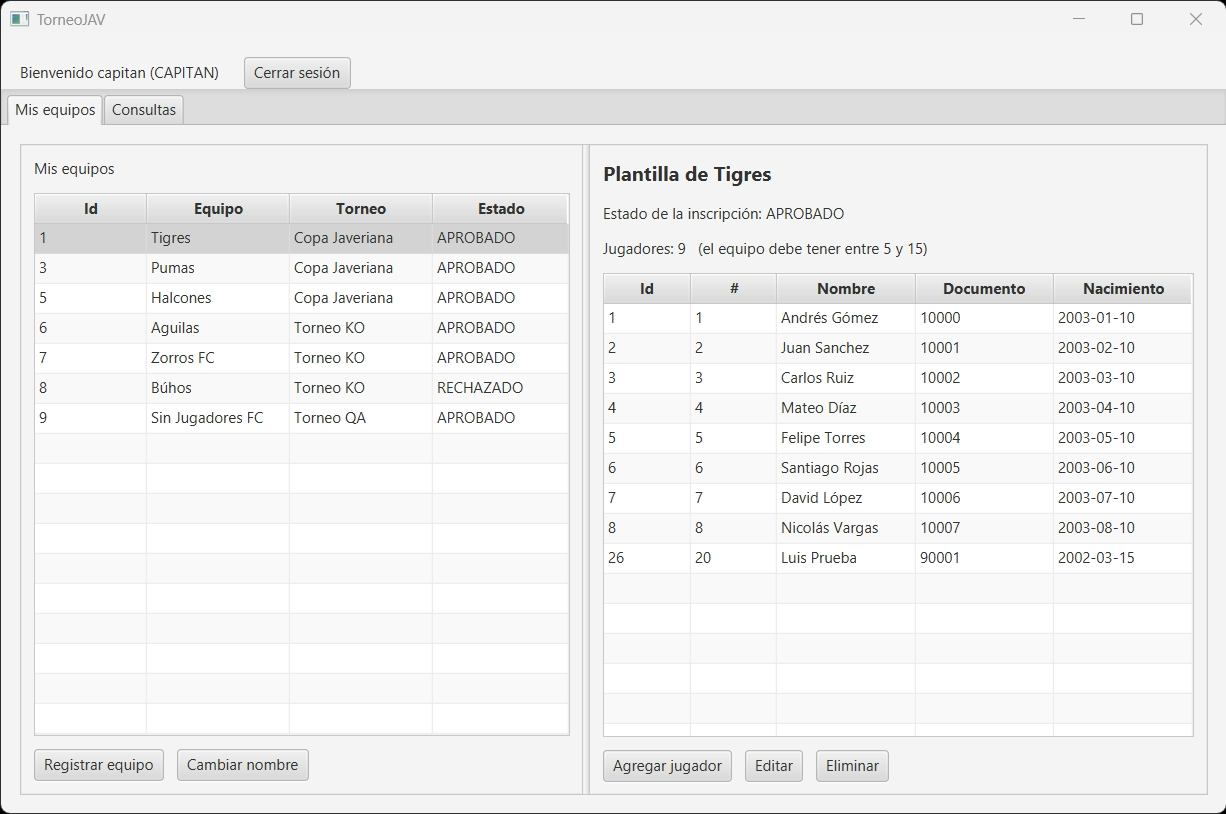 TorneoJAV
Bienvenido capitan (CAPITAN) Cerrar sesión
Mis equipos Consultas
Mis equipos
Id Equipo Torneo Estado
1 Tigres Copa Javeriana APROBADO
3 Pumas Copa Javeriana APROBADO
5 Halcones Copa Javeriana APROBADO
6 Aguilas Torneo KO APROBADO
7 Zorros FC Torneo KO APROBADO
8 Búhos Torneo KO RECHAZADO
9 Sin Jugadores FC Torneo QA APROBADO
Registrar equipo Cambiar nombre
Plantilla de Tigres
Estado de la inscripción: APROBADO
Jugadores: 9 (el equipo debe tener entre 5 y 15)
Id # Nombre Documento Nacimiento
1 1 Andrés Gómez 10000 2003-01-10
2 2 Juan Sanchez 10001 2003-02-10
3 3 Carlos Ruiz 10002 2003-03-10
4 4 Mateo Díaz 10003 2003-04-10
5 5 Felipe Torres 10004 2003-05-10
6 6 Santiago Rojas 10005 2003-06-10
7 7 David López 10006 2003-07-10
8 8 Nicolás Vargas 10007 2003-08-10
26 20 Luis Prueba 90001 2002-03-15
Agregar jugador Editar Eliminar